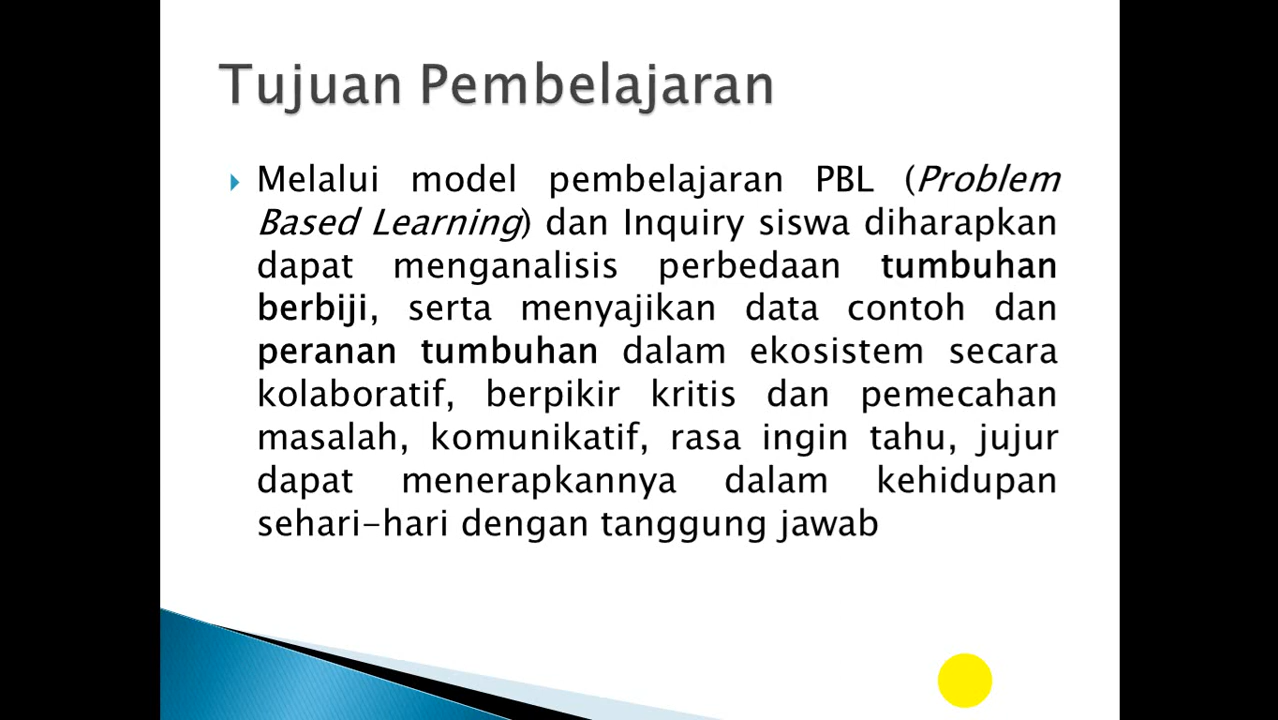 Tujuan Pembelajaran
Melalui model pembelajaran PBL (Problem
Based Learning) dan Inquiry siswa diharapkan
dapat menganalisis perbedaan tumbuhan
berbiji, serta menyajikan data contoh dan
peranan tumbuhan dalam ekosistem secara
kolaboratif, berpikir kritis dan pemecahan
masalah, komunikatif, rasa ingin tahu, jujur
dapat menerapkannya dalam kehidupan
sehari-hari dengan tanggung jawab